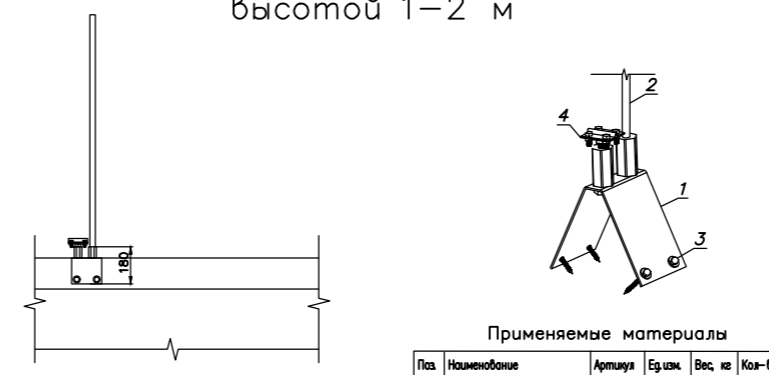 высотой 1-2 м
2
4
1
3
180
Применяемые материалы
Поз. Наименование Артикул Ед.изм. Вес, кг